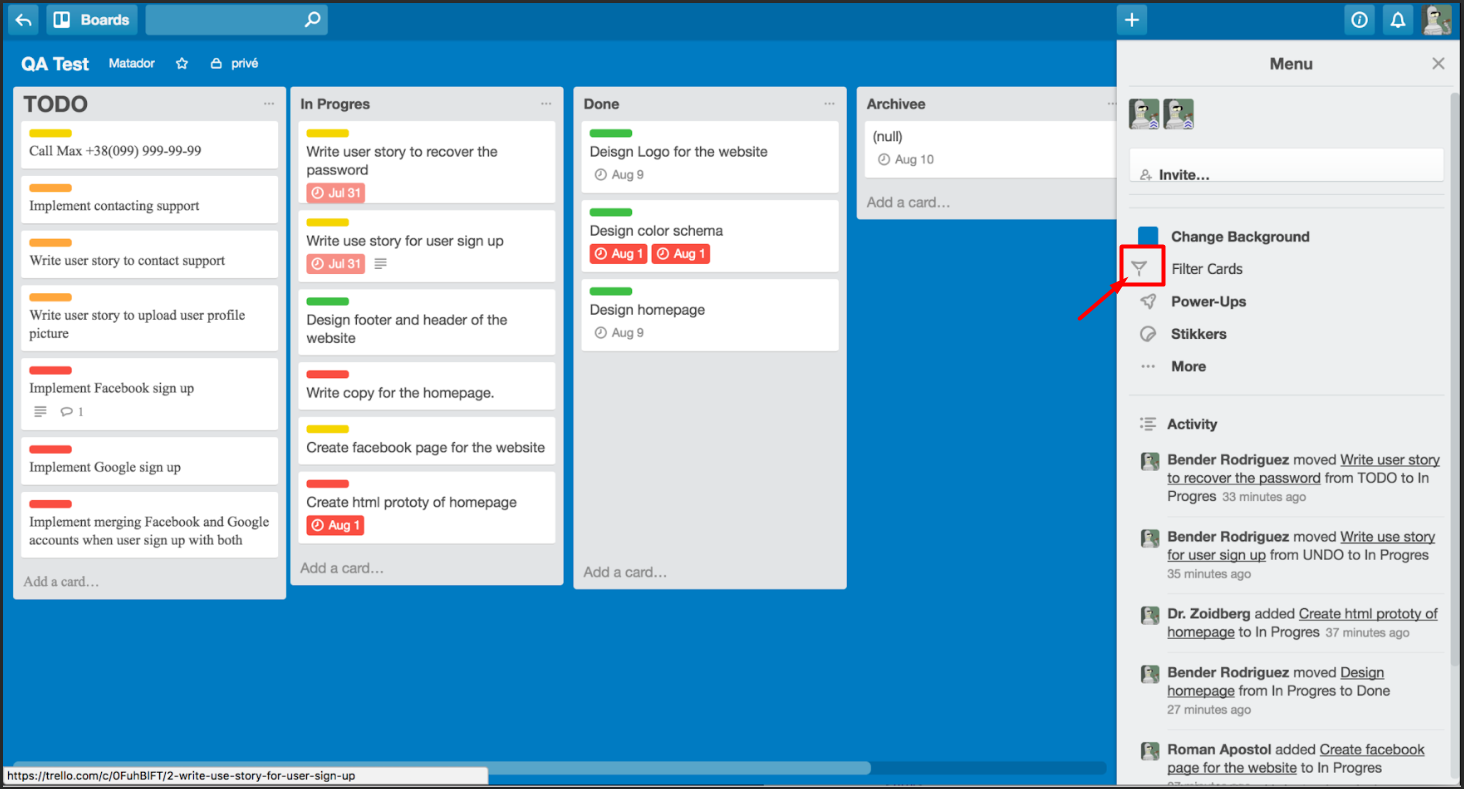 Boards
QA Test Matador privé
TODO
Call Max +38(099) 999-99-99
Implement contacting support
Write user story to contact support
Write user story to upload user profile
picture
Implement Facebook sign up
1
Implement Google sign up
Implement merging Facebook and Google
accounts when user sign up with both
Add a card…
In Progres
Write user story to recover the
password
Jul 31
Write use story for user sign up
Jul 31
Design footer and header of the
website
Write copy for the homepage.
Create facebook page for the website
Create html prototy of homepage
Aug 1
Add a card…
Done
Deisgn Logo for the website
Aug 9
Design color schema
Aug 1 Aug 1
Design homepage
Aug 9
Add a card…
Archivee
(null)
Aug 10
Add a card…
Menu
Invite…
Change Background
Filter Cards
Power-Ups
Stikkers
More
Activity
Bender Rodriguez moved Write user story
to recover the password from TODO to In
Progres 33 minutes ago
Bender Rodriguez moved Write use story
for user sign up from UNDO to In Progres
35 minutes ago
Dr. Zoidberg added Create html prototy of
homepage to In Progres 37 minutes ago
Bender Rodriguez moved Design
homepage from In Progres to Done
27 minutes ago
Roman Apostol added Create facebook
page for the website to In Progres
https://trello.com/c/0FuhBlFT/2-write-use-story-for-user-sign-up